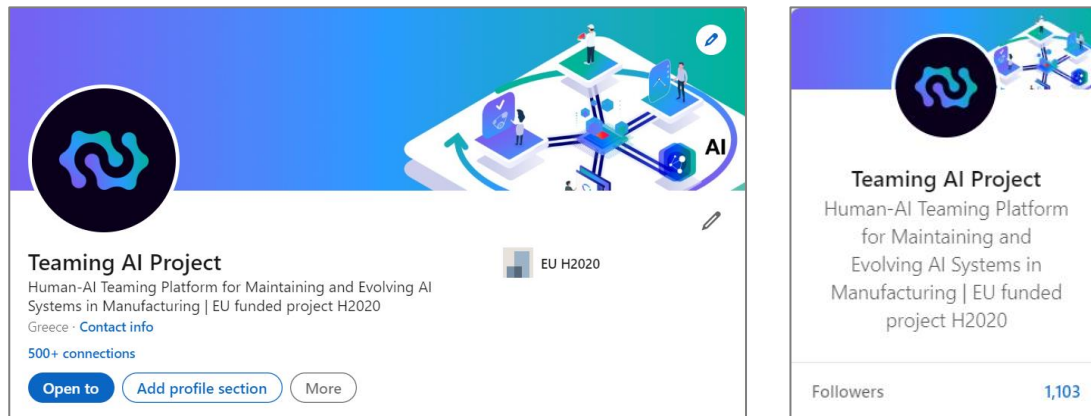 AI
Teaming AI Project
Human-AI Teaming Platform for Maintaining and Evolving AI
Systems in Manufacturing | EU funded project H2020
Greece · Contact info
500+ connections
Open to
Add profile section
More
EU H2020
Teaming AI Project
Human-AI Teaming Platform
for Maintaining and
Evolving AI Systems in
Manufacturing | EU funded
project H2020
Followers 1,103